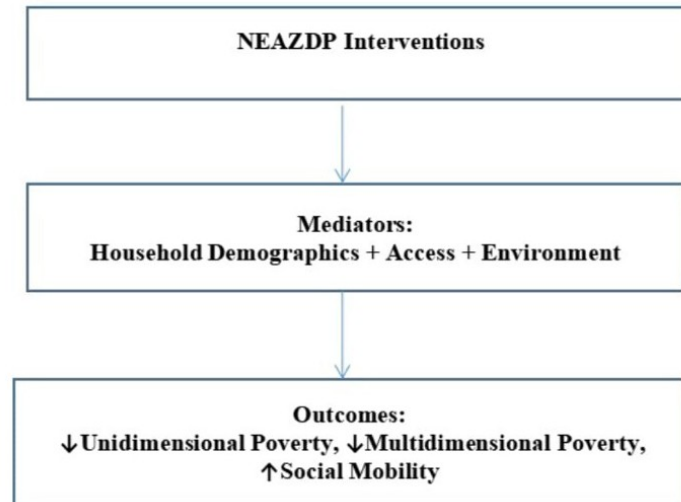 NEAZDP Interventions
Mediators:
Household Demographics + Access + Environment
Outcomes:
↓Unidimensional Poverty, ↓Multidimensional Poverty,
↑Social Mobility